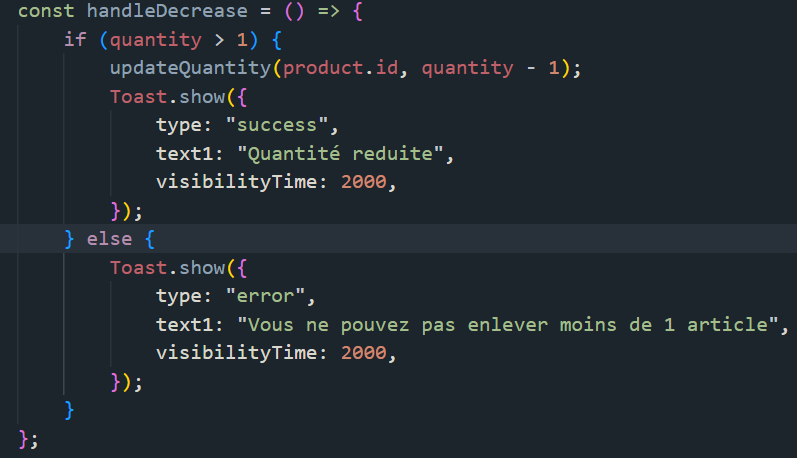 const handleDecrease = () => {
    if (quantity > 1) {
        updateQuantity(product.id, quantity - 1);
        Toast.show({
            type: "success",
            text1: "Quantité reduite",
            visibilityTime: 2000,
        });
    } else {
        Toast.show({
            type: "error",
            text1: "Vous ne pouvez pas enlever moins de 1 article",
            visibilityTime: 2000,
        });
    }
};